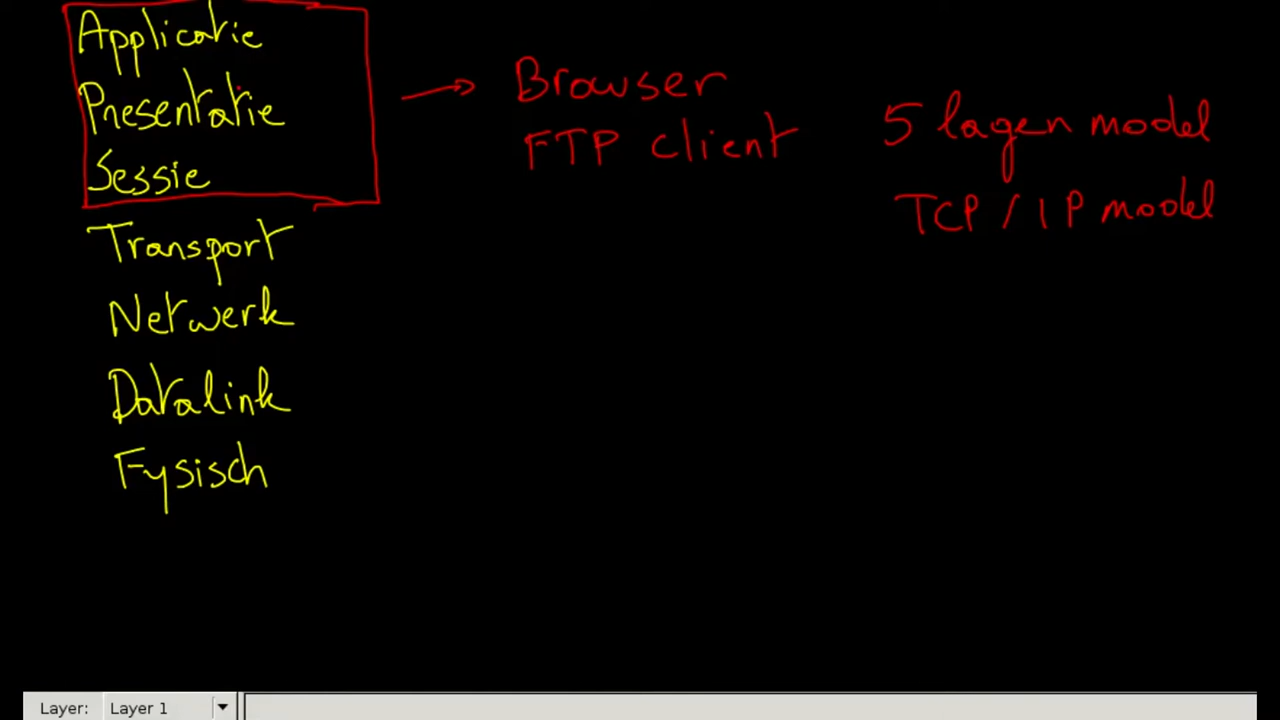 Applicatie
Presentatie
Sessie
Transport
Netwerk
Datalink
Fysisch
Browser
FTP client
5 lagen model
TCP / IP model
Layer: Layer 1